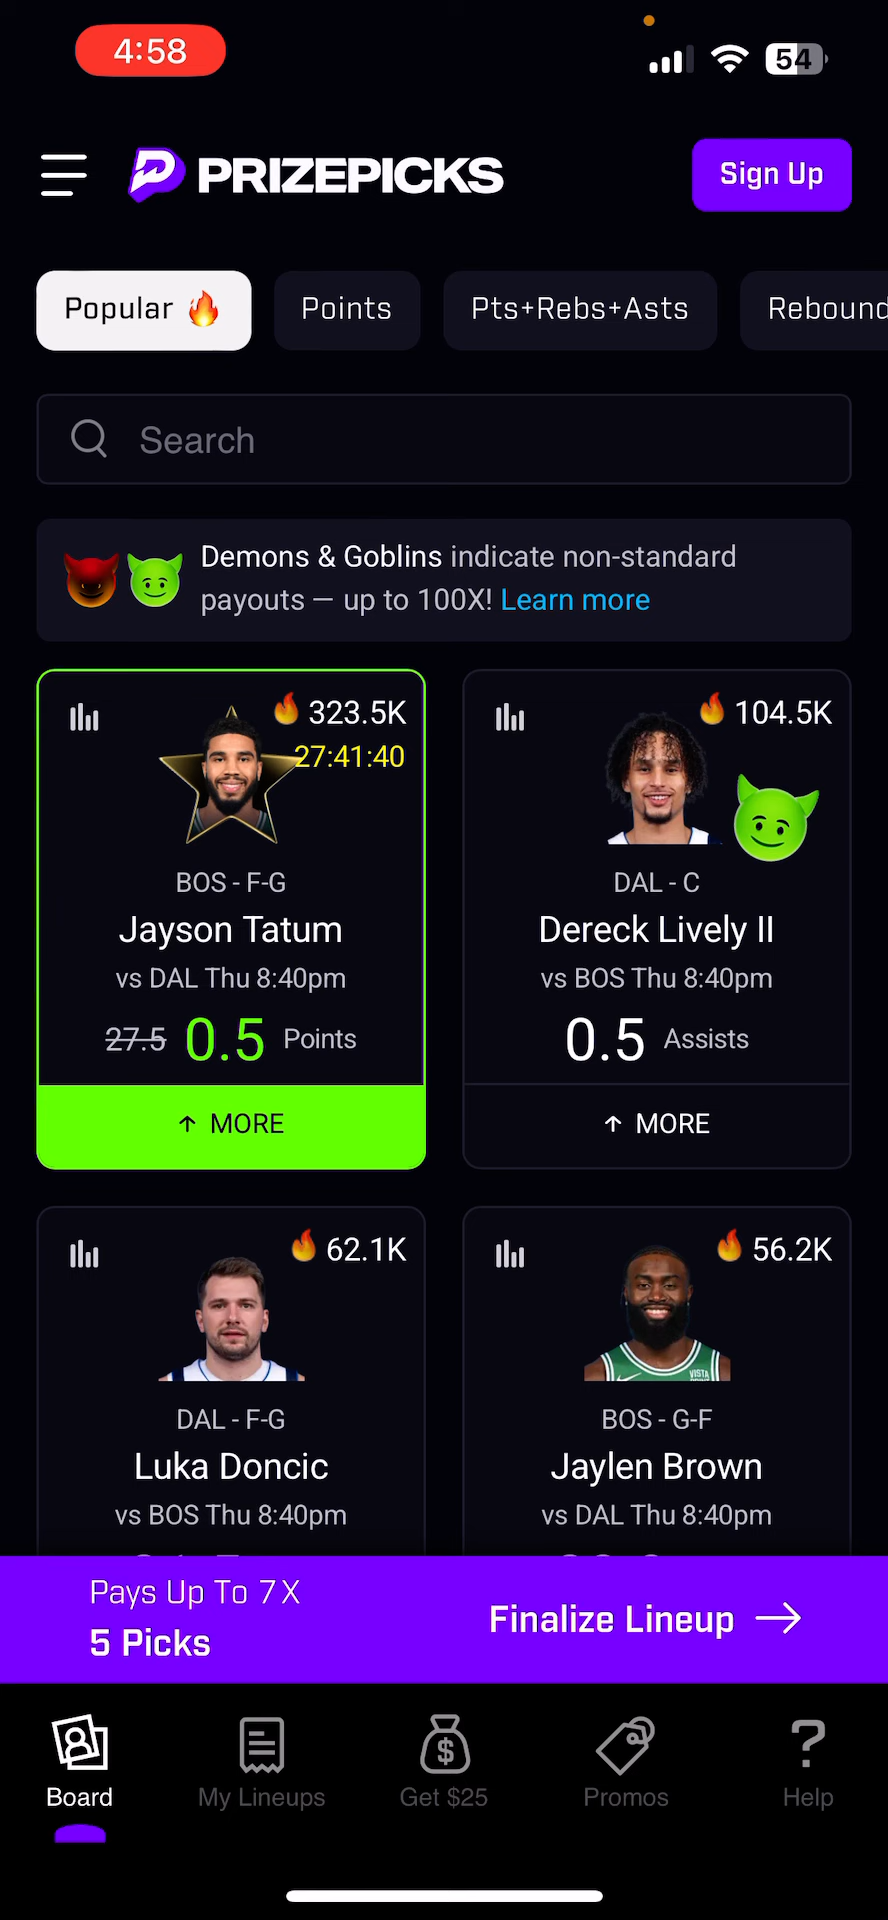 4:58
54
PRIZEPICKS
Sign Up
Popular 🔥
Points
Pts+Rebs+Asts
Rebound
Search
Demons & Goblins indicate non-standard
payouts — up to 100X! Learn more
323.5K
27:41:40
BOS - F-G
Jayson Tatum
vs DAL Thu 8:40pm
27.5 0.5 Points
↑ MORE
104.5K
DAL - C
Dereck Lively II
vs BOS Thu 8:40pm
0.5 Assists
↑ MORE
62.1K
DAL - F-G
Luka Doncic
vs BOS Thu 8:40pm
56.2K
VISTA
BOS - G-F
Jaylen Brown
vs DAL Thu 8:40pm
Pays Up To 7X
5 Picks
Finalize Lineup →
Board
My Lineups
Get $25
Promos
Help